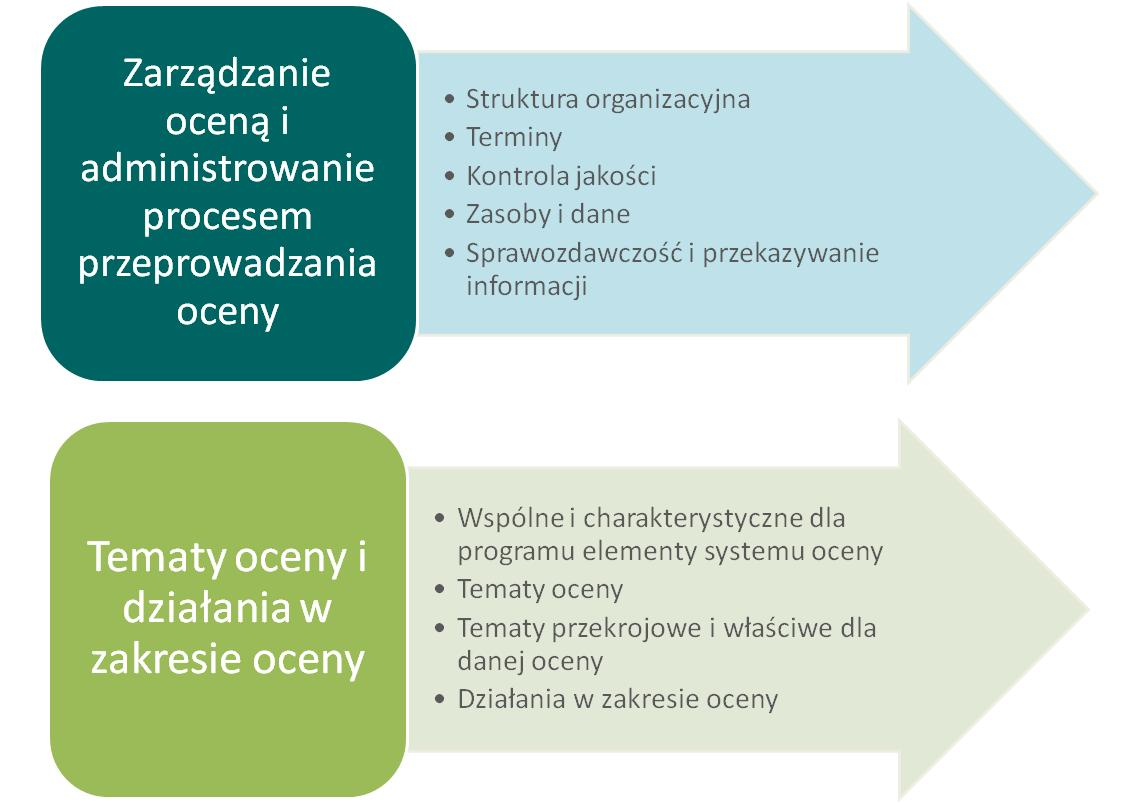 Zarządzanie
oceną i
administrowanie
procesem
przeprowadzania
oceny
• Struktura organizacyjna
• Terminy
• Kontrola jakości
• Zasoby i dane
• Sprawozdawczość i przekazywanie
informacji
Tematy oceny i
działania w
zakresie oceny
• Wspólne i charakterystyczne dla
programu elementy systemu oceny
• Tematy oceny
• Tematy przekrojowe i właściwe dla
danej oceny
• Działania w zakresie oceny